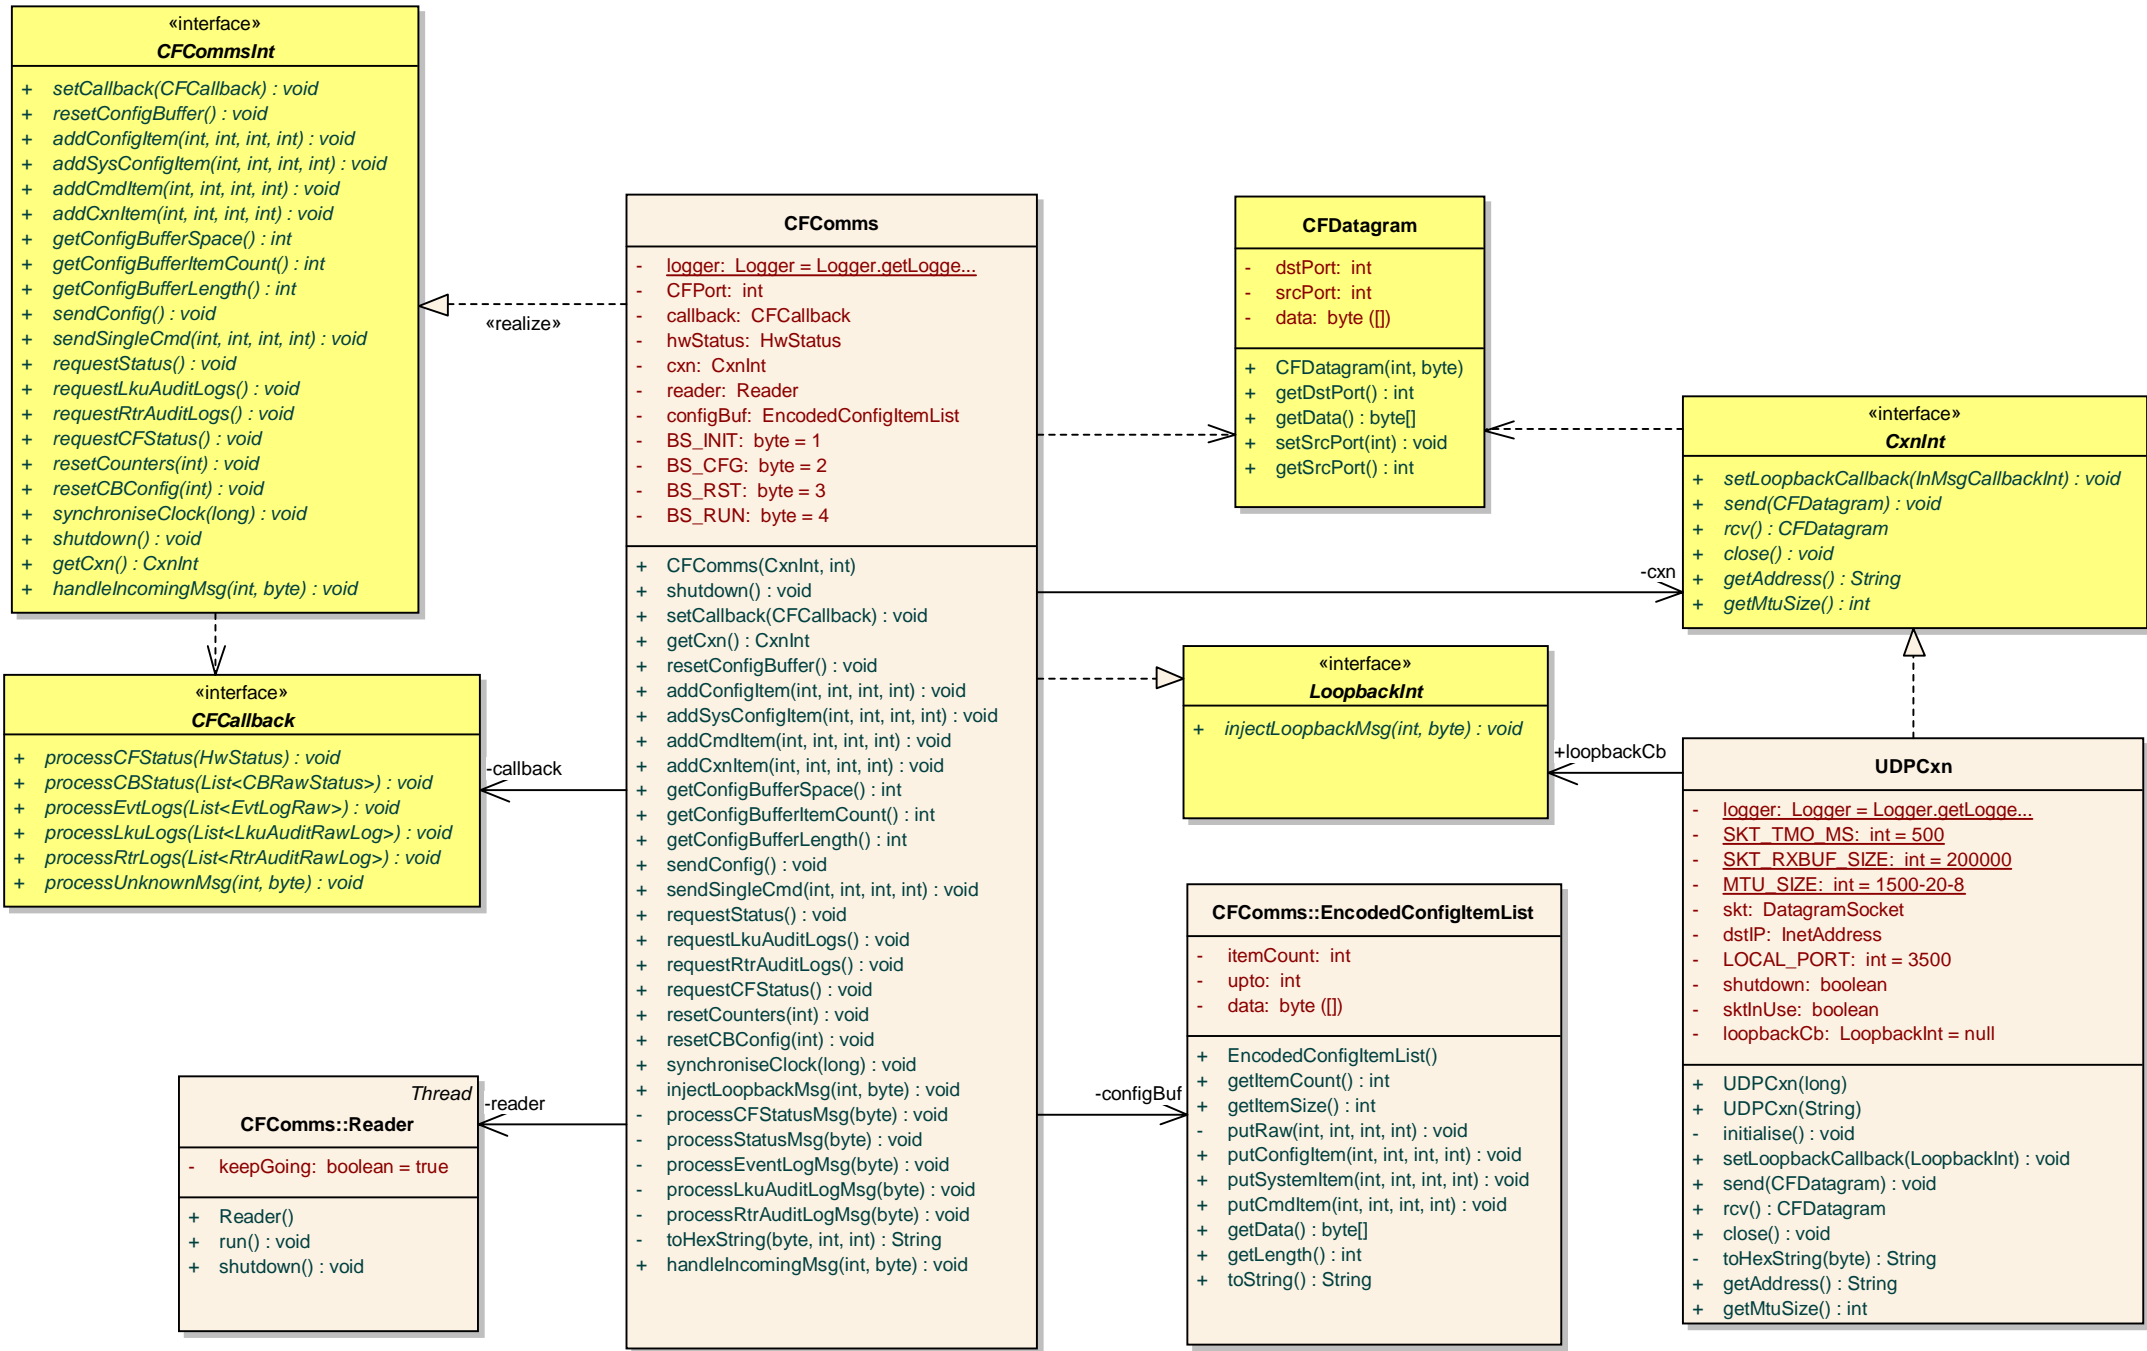 «interface»
CFCommsInt
+ setCallback(CFCallback) : void
+ resetConfigBuffer() : void
+ addConfigItem(int, int, int, int) : void
+ addSysConfigItem(int, int, int, int) : void
+ addCmdItem(int, int, int, int) : void
+ addCxnItem(int, int, int, int) : void
+ getConfigBufferSpace() : int
+ getConfigBufferItemCount() : int
+ getConfigBufferLength() : int
+ sendConfig() : void
+ sendSingleCmd(int, int, int, int) : void
+ requestStatus() : void
+ requestLkuAuditLogs() : void
+ requestRtrAuditLogs() : void
+ requestCFStatus() : void
+ resetCounters(int) : void
+ resetCBConfig(int) : void
+ synchroniseClock(long) : void
+ shutdown() : void
+ getCxn() : CxnInt
+ handleIncomingMsg(int, byte) : void
«realize»
«interface»
CFCallback
+ processCFStatus(HwStatus) : void
+ processCBStatus(List<CBRawStatus>) : void
+ processEvtLogs(List<EvtLogRaw>) : void
+ processLkuLogs(List<LkuAuditRawLog>) : void
+ processRtrLogs(List<RtrAuditRawLog>) : void
+ processUnknownMsg(int, byte) : void
-callback
Thread
CFComms::Reader
- keepGoing: boolean = true
+ Reader()
+ run() : void
+ shutdown() : void
-reader
CFComms
- logger: Logger = Logger.getLogge...
- CFPort: int
- callback: CFCallback
- hwStatus: HwStatus
- cxn: CxnInt
- reader: Reader
- configBuf: EncodedConfigItemList
- BS_INIT: byte = 1
- BS_CFG: byte = 2
- BS_RST: byte = 3
- BS_RUN: byte = 4
+ CFComms(CxnInt, int)
+ shutdown() : void
+ setCallback(CFCallback) : void
+ getCxn() : CxnInt
+ resetConfigBuffer() : void
+ addConfigItem(int, int, int, int) : void
+ addSysConfigItem(int, int, int, int) : void
+ addCmdItem(int, int, int, int) : void
+ addCxnItem(int, int, int, int) : void
+ getConfigBufferSpace() : int
+ getConfigBufferItemCount() : int
+ getConfigBufferLength() : int
+ sendConfig() : void
+ sendSingleCmd(int, int, int, int) : void
+ requestStatus() : void
+ requestLkuAuditLogs() : void
+ requestRtrAuditLogs() : void
+ requestCFStatus() : void
+ resetCounters(int) : void
+ resetCBConfig(int) : void
+ synchroniseClock(long) : void
+ injectLoopbackMsg(int, byte) : void
- processCFStatusMsg(byte) : void
- processStatusMsg(byte) : void
- processEventLogMsg(byte) : void
- processLkuAuditLogMsg(byte) : void
- processRtrAuditLogMsg(byte) : void
- toHexString(byte, int, int) : String
+ handleIncomingMsg(int, byte) : void
CFDatagram
- dstPort: int
- srcPort: int
- data: byte ([])
+ CFDatagram(int, byte)
+ getDstPort() : int
+ getData() : byte[]
+ setSrcPort(int) : void
+ getSrcPort() : int
-cxn
«interface»
LoopbackInt
+ injectLoopbackMsg(int, byte) : void
+loopbackCb
-configBuf
CFComms::EncodedConfigItemList
- itemCount: int
- upto: int
- data: byte ([])
+ EncodedConfigItemList()
+ getItemCount() : int
+ getItemSize() : int
- putRaw(int, int, int, int) : void
+ putConfigItem(int, int, int, int) : void
+ putSystemItem(int, int, int, int) : void
+ putCmdItem(int, int, int, int) : void
+ getData() : byte[]
+ getLength() : int
+ toString() : String
«interface»
CxnInt
+ setLoopbackCallback(InMsgCallbackInt) : void
+ send(CFDatagram) : void
+ rcv() : CFDatagram
+ close() : void
+ getAddress() : String
+ getMtuSize() : int
UDPCxn
- logger: Logger = Logger.getLogge...
- SKT_TMO_MS: int = 500
- SKT_RXBUF_SIZE: int = 200000
- MTU_SIZE: int = 1500-20-8
- skt: DatagramSocket
- dstIP: InetAddress
- LOCAL_PORT: int = 3500
- shutdown: boolean
- sktInUse: boolean
- loopbackCb: LoopbackInt = null
+ UDPCxn(long)
+ UDPCxn(String)
- initialise() : void
+ setLoopbackCallback(LoopbackInt) : void
+ send(CFDatagram) : void
+ rcv() : CFDatagram
+ close() : void
- toHexString(byte) : String
+ getAddress() : String
+ getMtuSize() : int